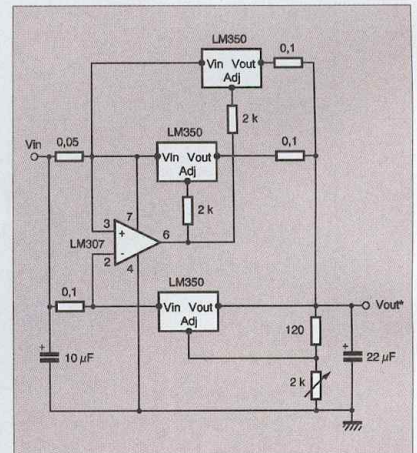 LM350
0,1
Vin Vout
Adj
2 k
Vin
0,05
LM350
0,1
Vin Vout
Adj
2 k
3
+
7
6
LM307
2
-
4
LM350
0,1
Vin Vout
Adj
Vout*
120
+
10 µF
2 k
+
22 µF